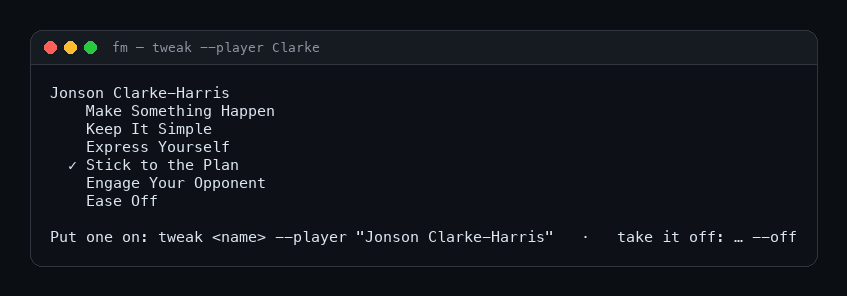 fm — tweak --player Clarke
Jonson Clarke-Harris
Make Something Happen
Keep It Simple
Express Yourself
✓ Stick to the Plan
Engage Your Opponent
Ease Off
Put one on: tweak <name> --player "Jonson Clarke-Harris" · take it off: … --off